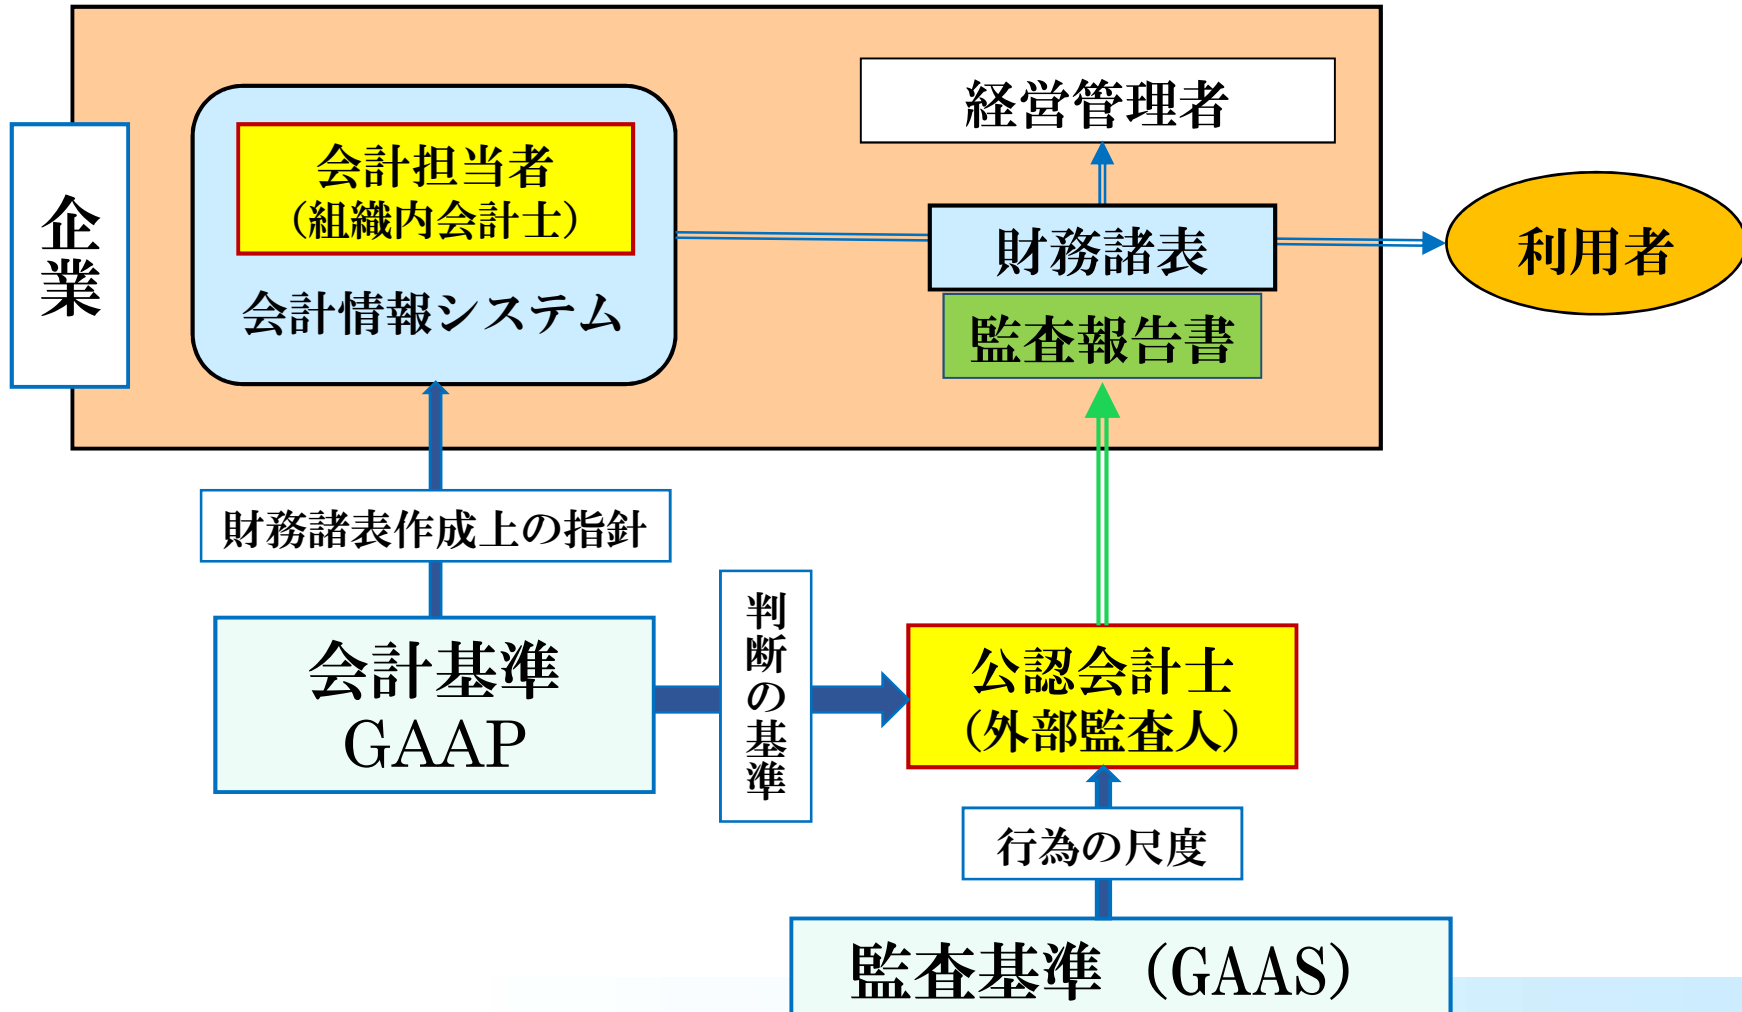 企業
会計担当者
（組織内会計士）
会計情報システム
経営管理者
財務諸表
監査報告書
利用者
財務諸表作成上の指針
会計基準
GAAP
判断の基準
公認会計士
（外部監査人）
行為の尺度
監査基準（GAAS）